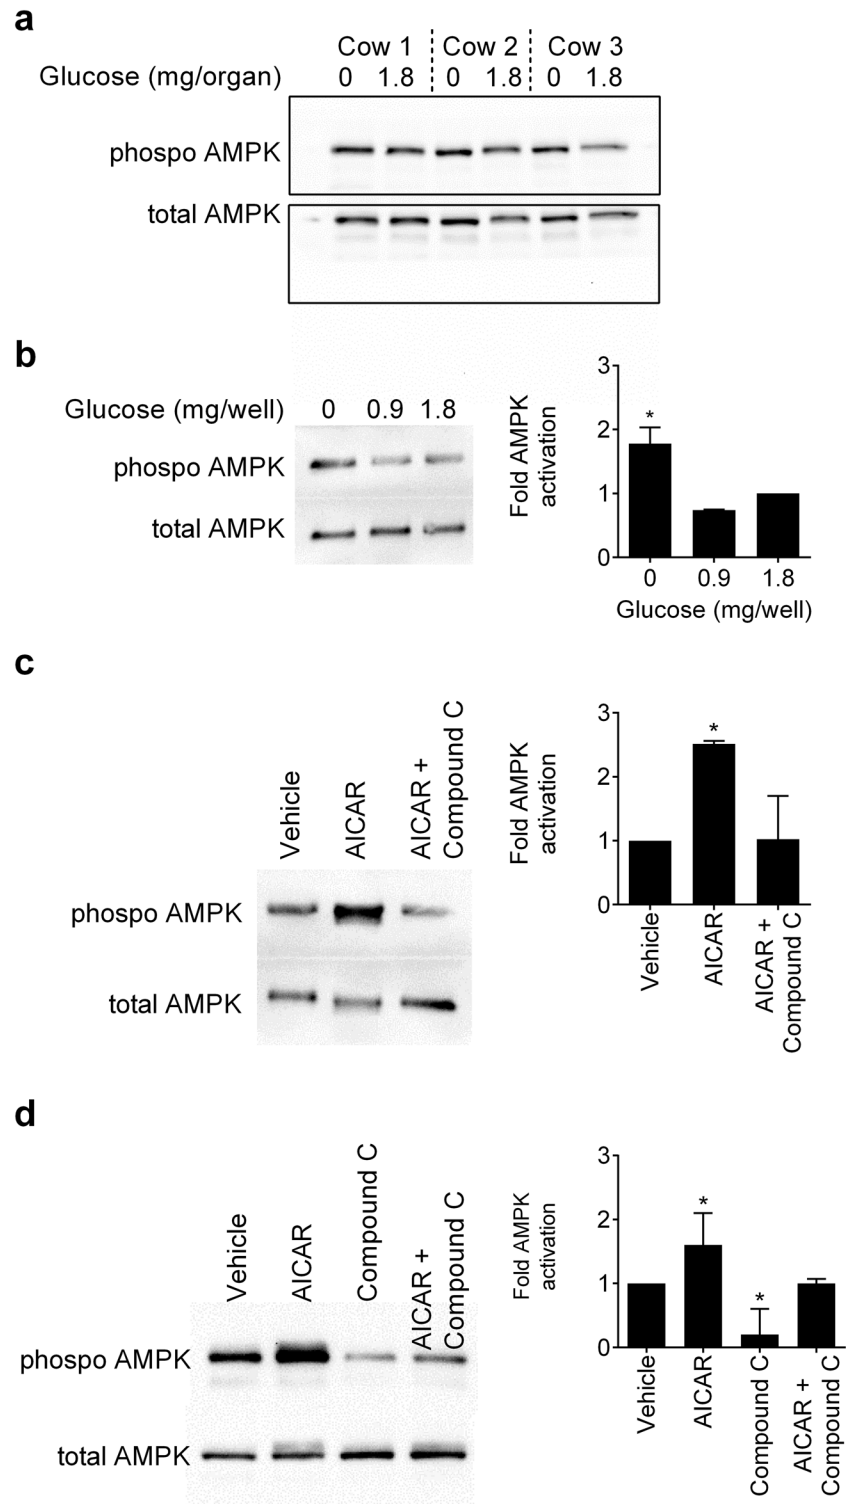 a
Cow 1 Cow 2 Cow 3
Glucose (mg/organ) 0 1.8 0 1.8 0 1.8
phospo AMPK
total AMPK
b
Glucose (mg/well) 0 0.9 1.8
phospo AMPK
total AMPK
Fold AMPK
activation
3
2
1
0
*
0 0.9 1.8
Glucose (mg/well)
c
Vehicle
AICAR
AICAR +
Compound C
phospo AMPK
total AMPK
Fold AMPK
activation
3
2
1
0
*
Vehicle
AICAR
AICAR +
Compound C
d
Vehicle
AICAR
Compound C
AICAR +
Compound C
phospo AMPK
total AMPK
Fold AMPK
activation
3
2
1
0
*
*
Vehicle
AICAR
Compound C
AICAR +
Compound C